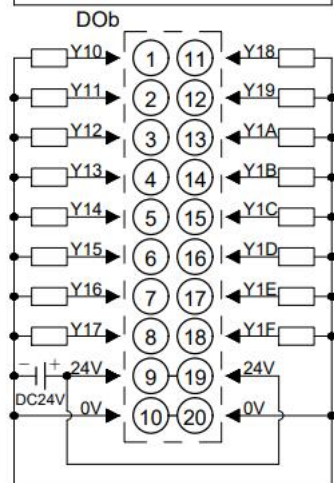 DOb
Y10 1 11 Y18
Y11 2 12 Y19
Y12 3 13 Y1A
Y13 4 14 Y1B
Y14 5 15 Y1C
Y15 6 16 Y1D
Y16 7 17 Y1E
Y17 8 18 Y1F
− + 24V 9 19 24V
DC24V
0V 10 20 0V